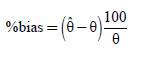 %bias = (θ̂ − θ) 100/θ